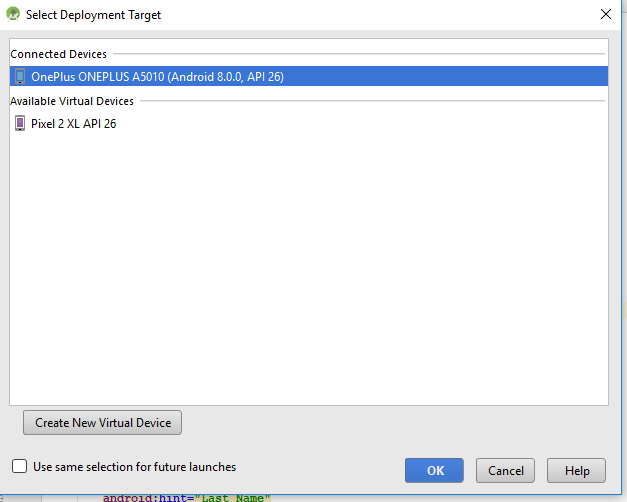 Select Deployment Target
Connected Devices
OnePlus ONEPLUS A5010 (Android 8.0.0, API 26)
Available Virtual Devices
Pixel 2 XL API 26
Create New Virtual Device
Use same selection for future launches
OK
Cancel
Help
android:hint="Last Name"